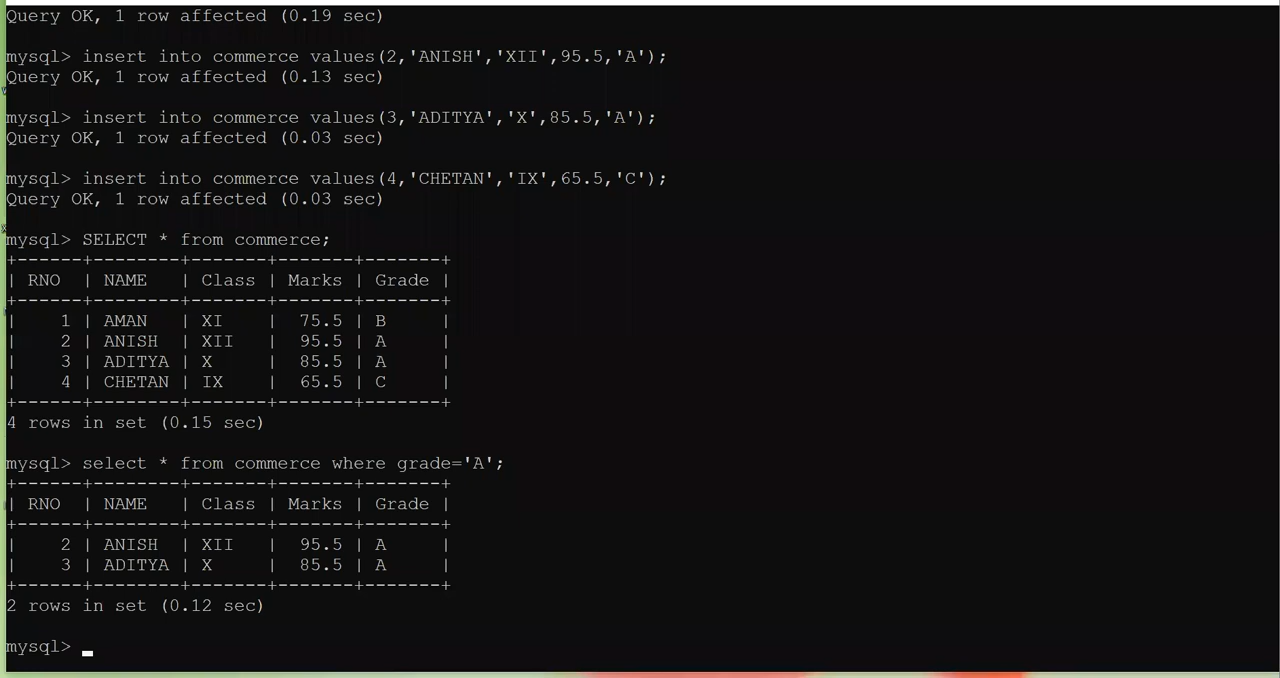 Query OK, 1 row affected (0.19 sec)
mysql> insert into commerce values(2,'ANISH','XII',95.5,'A');
Query OK, 1 row affected (0.13 sec)
mysql> insert into commerce values(3,'ADITYA','X',85.5,'A');
Query OK, 1 row affected (0.03 sec)
mysql> insert into commerce values(4,'CHETAN','IX',65.5,'C');
Query OK, 1 row affected (0.03 sec)
mysql> SELECT * from commerce;
+------+--------+-------+-------+-------+
| RNO  | NAME   | Class | Marks | Grade |
+------+--------+-------+-------+-------+
|    1 | AMAN   | XI    |  75.5 | B     |
|    2 | ANISH  | XII   |  95.5 | A     |
|    3 | ADITYA | X     |  85.5 | A     |
|    4 | CHETAN | IX    |  65.5 | C     |
+------+--------+-------+-------+-------+
4 rows in set (0.15 sec)
mysql> select * from commerce where grade='A';
+------+--------+-------+-------+-------+
| RNO  | NAME   | Class | Marks | Grade |
+------+--------+-------+-------+-------+
|    2 | ANISH  | XII   |  95.5 | A     |
|    3 | ADITYA | X     |  85.5 | A     |
+------+--------+-------+-------+-------+
2 rows in set (0.12 sec)
mysql>